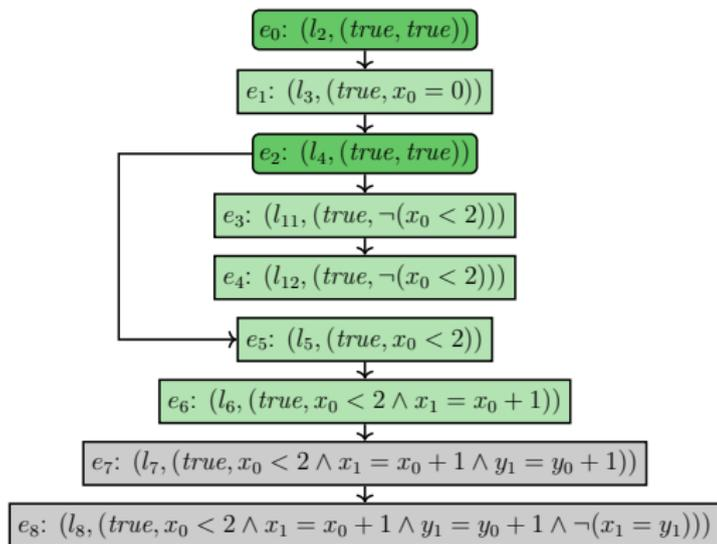 e₀: (l₂, (true, true))
e₁: (l₃, (true, x₀ = 0))
e₂: (l₄, (true, true))
e₃: (l₁₁, (true, ¬(x₀ < 2)))
e₄: (l₁₂, (true, ¬(x₀ < 2)))
e₅: (l₅, (true, x₀ < 2))
e₆: (l₆, (true, x₀ < 2 ∧ x₁ = x₀ + 1))
e₇: (l₇, (true, x₀ < 2 ∧ x₁ = x₀ + 1 ∧ y₁ = y₀ + 1))
e₈: (l₈, (true, x₀ < 2 ∧ x₁ = x₀ + 1 ∧ y₁ = y₀ + 1 ∧ ¬(x₁ = y₁)))